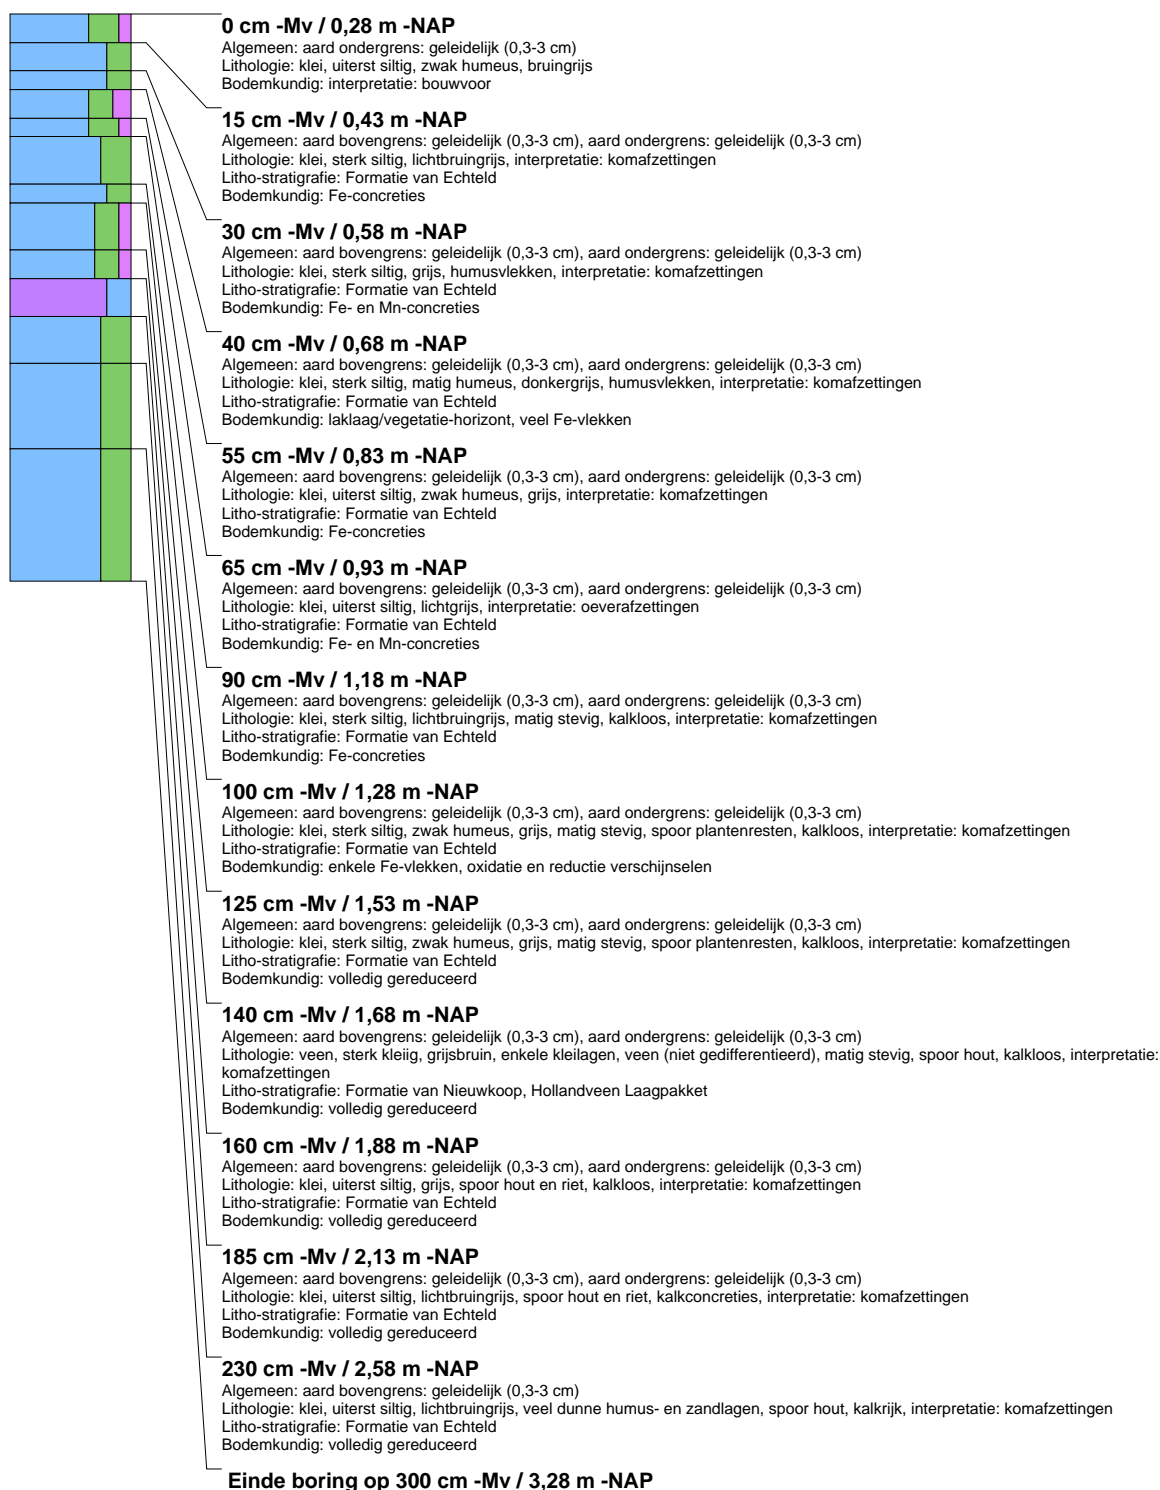 0 cm -Mv / 0,28 m -NAP
Algemeen: aard ondergrens: geleidelijk (0,3-3 cm)
Lithologie: klei, uiterst siltig, zwak humeus, bruingrijs
Bodemkundig: interpretatie: bouwvoor
15 cm -Mv / 0,43 m -NAP
Algemeen: aard bovengrens: geleidelijk (0,3-3 cm), aard ondergrens: geleidelijk (0,3-3 cm)
Lithologie: klei, sterk siltig, lichtbruingrijs, interpretatie: komafzettingen
Litho-stratigrafie: Formatie van Echteld
Bodemkundig: Fe-concreties
30 cm -Mv / 0,58 m -NAP
Algemeen: aard bovengrens: geleidelijk (0,3-3 cm), aard ondergrens: geleidelijk (0,3-3 cm)
Lithologie: klei, sterk siltig, grijs, humusvlekken, interpretatie: komafzettingen
Litho-stratigrafie: Formatie van Echteld
Bodemkundig: Fe- en Mn-concreties
40 cm -Mv / 0,68 m -NAP
Algemeen: aard bovengrens: geleidelijk (0,3-3 cm), aard ondergrens: geleidelijk (0,3-3 cm)
Lithologie: klei, sterk siltig, matig humeus, donkergrijs, humusvlekken, interpretatie: komafzettingen
Litho-stratigrafie: Formatie van Echteld
Bodemkundig: laklaag/vegetatie-horizont, veel Fe-vlekken
55 cm -Mv / 0,83 m -NAP
Algemeen: aard bovengrens: geleidelijk (0,3-3 cm), aard ondergrens: geleidelijk (0,3-3 cm)
Lithologie: klei, uiterst siltig, zwak humeus, grijs, interpretatie: komafzettingen
Litho-stratigrafie: Formatie van Echteld
Bodemkundig: Fe-concreties
65 cm -Mv / 0,93 m -NAP
Algemeen: aard bovengrens: geleidelijk (0,3-3 cm), aard ondergrens: geleidelijk (0,3-3 cm)
Lithologie: klei, uiterst siltig, lichtgrijs, interpretatie: oeverafzettingen
Litho-stratigrafie: Formatie van Echteld
Bodemkundig: Fe- en Mn-concreties
90 cm -Mv / 1,18 m -NAP
Algemeen: aard bovengrens: geleidelijk (0,3-3 cm), aard ondergrens: geleidelijk (0,3-3 cm)
Lithologie: klei, sterk siltig, lichtbruingrijs, matig stevig, kalkloos, interpretatie: komafzettingen
Litho-stratigrafie: Formatie van Echteld
Bodemkundig: Fe-concreties
100 cm -Mv / 1,28 m -NAP
Algemeen: aard bovengrens: geleidelijk (0,3-3 cm), aard ondergrens: geleidelijk (0,3-3 cm)
Lithologie: klei, sterk siltig, zwak humeus, grijs, matig stevig, spoor plantenresten, kalkloos, interpretatie: komafzettingen
Litho-stratigrafie: Formatie van Echteld
Bodemkundig: enkele Fe-vlekken, oxidatie en reductie verschijnselen
125 cm -Mv / 1,53 m -NAP
Algemeen: aard bovengrens: geleidelijk (0,3-3 cm), aard ondergrens: geleidelijk (0,3-3 cm)
Lithologie: klei, sterk siltig, zwak humeus, grijs, matig stevig, spoor plantenresten, kalkloos, interpretatie: komafzettingen
Litho-stratigrafie: Formatie van Echteld
Bodemkundig: volledig gereduceerd
140 cm -Mv / 1,68 m -NAP
Algemeen: aard bovengrens: geleidelijk (0,3-3 cm), aard ondergrens: geleidelijk (0,3-3 cm)
Lithologie: veen, sterk kleiig, grijsbruin, enkele kleilagen, veen (niet gedifferentieerd), matig stevig, spoor hout, kalkloos, interpretatie:
komafzettingen
Litho-stratigrafie: Formatie van Nieuwkoop, Hollandveen Laagpakket
Bodemkundig: volledig gereduceerd
160 cm -Mv / 1,88 m -NAP
Algemeen: aard bovengrens: geleidelijk (0,3-3 cm), aard ondergrens: geleidelijk (0,3-3 cm)
Lithologie: klei, uiterst siltig, grijs, spoor hout en riet, kalkloos, interpretatie: komafzettingen
Litho-stratigrafie: Formatie van Echteld
Bodemkundig: volledig gereduceerd
185 cm -Mv / 2,13 m -NAP
Algemeen: aard bovengrens: geleidelijk (0,3-3 cm), aard ondergrens: geleidelijk (0,3-3 cm)
Lithologie: klei, uiterst siltig, lichtbruingrijs, spoor hout en riet, kalkconcreties, interpretatie: komafzettingen
Litho-stratigrafie: Formatie van Echteld
Bodemkundig: volledig gereduceerd
230 cm -Mv / 2,58 m -NAP
Algemeen: aard bovengrens: geleidelijk (0,3-3 cm)
Lithologie: klei, uiterst siltig, lichtbruingrijs, veel dunne humus- en zandlagen, spoor hout, kalkrijk, interpretatie: komafzettingen
Litho-stratigrafie: Formatie van Echteld
Bodemkundig: volledig gereduceerd
Einde boring op 300 cm -Mv / 3,28 m -NAP